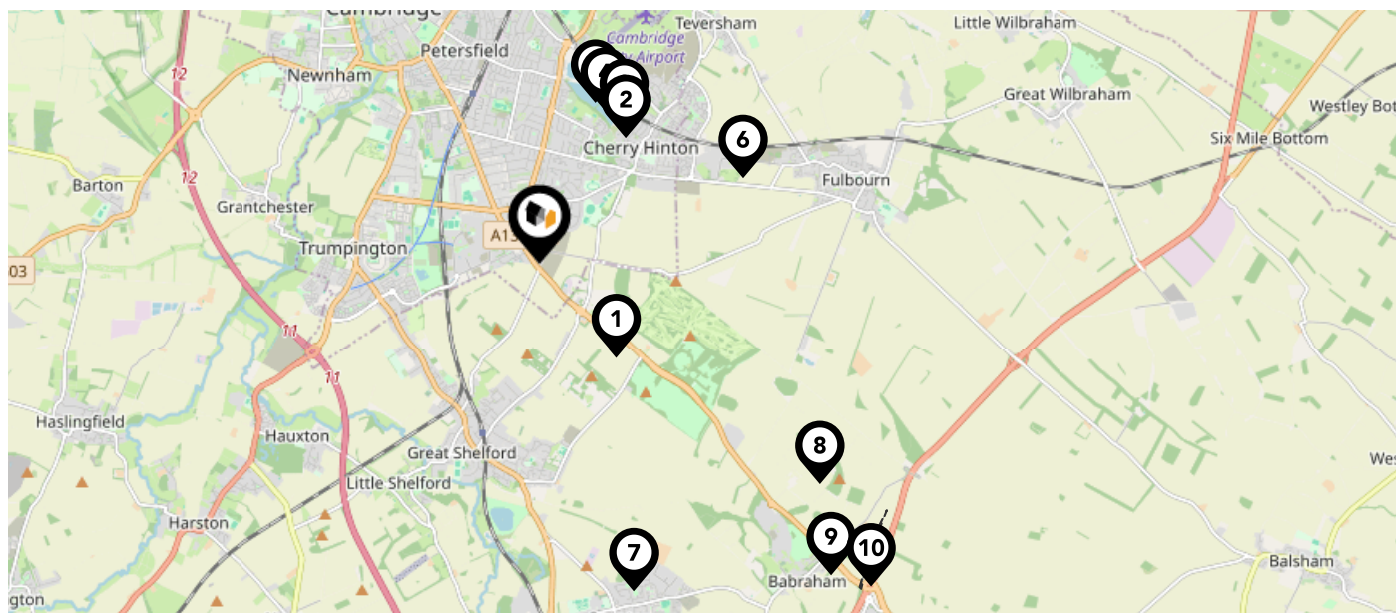 Cambridge
Teversham
Little Wilbraham
12
Petersfield
Cambridge
Airport
Newnham
Great Wilbraham
2
Westley Bot
6
Six Mile Bottom
Cherry Hinton
12
Barton
Fulbourn
Grantchester
A13
Trumpington
03
1
11
11
Haslingfield
Hauxton
8
Great Shelford
Wes
Little Shelford
Harston
9
10
7
Babraham
Balsham
gton